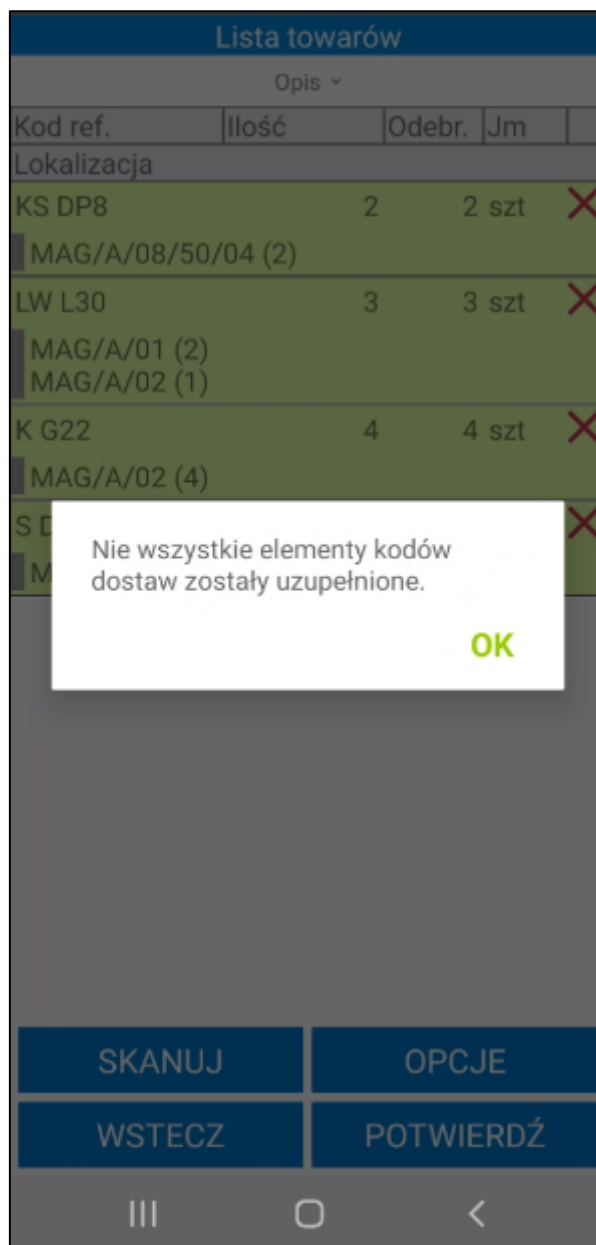 Lista towarów
Opis
Kod ref. Ilość Odebr. Jm
Lokalizacja
KS DP8 2 2 szt
MAG/A/08/50/04 (2)
LW L30 3 3 szt
MAG/A/01 (2)
MAG/A/02 (1)
K G22 4 4 szt
MAG/A/02 (4)
Nie wszystkie elementy kodów
dostaw zostały uzupełnione.
OK
SKANUJ OPCJE
WSTECZ POTWIERDŹ